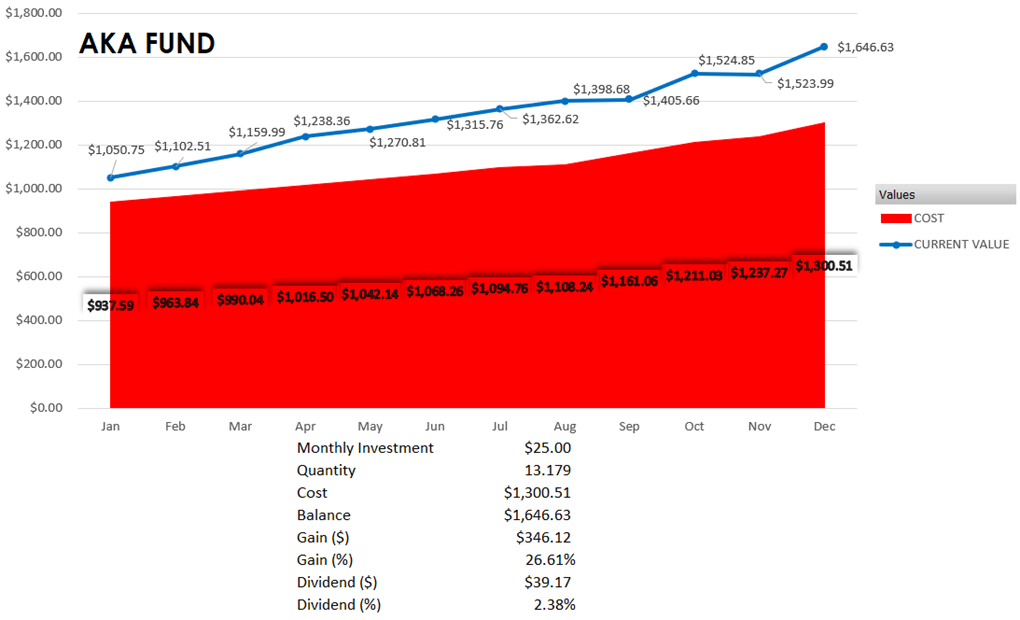 AKA FUND
$1,800.00
$1,600.00
$1,400.00
$1,200.00
$1,000.00
$800.00
$600.00
$400.00
$200.00
$0.00
$1,050.75
$1,102.51
$1,159.99
$1,238.36
$1,270.81
$1,315.76
$1,362.62
$1,398.68
$1,405.66
$1,524.85
$1,523.99
$1,646.63
$937.59
$963.84
$990.04
$1,016.50
$1,042.14
$1,068.26
$1,094.76
$1,108.24
$1,161.06
$1,211.03
$1,237.27
$1,300.51
Jan Feb Mar Apr May Jun Jul Aug Sep Oct Nov Dec
Values
COST
CURRENT VALUE
Monthly Investment $25.00
Quantity 13.179
Cost $1,300.51
Balance $1,646.63
Gain ($) $346.12
Gain (%) 26.61%
Dividend ($) $39.17
Dividend (%) 2.38%